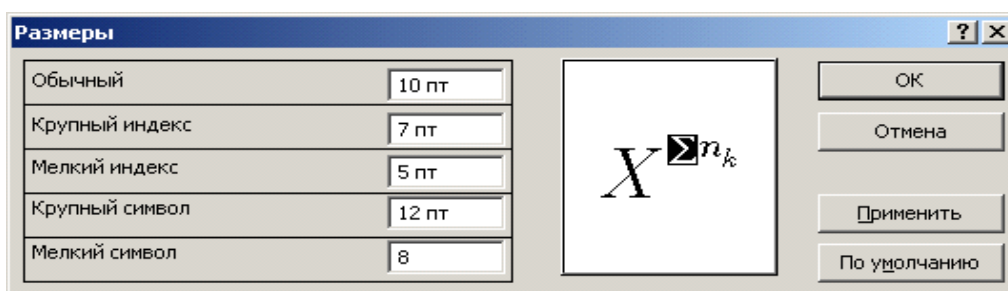 Размеры
Обычный 10 пт
Крупный индекс 7 пт
Мелкий индекс 5 пт
Крупный символ 12 пт
Мелкий символ 8
X Σ n k
ОК
Отмена
Применить
По умолчанию